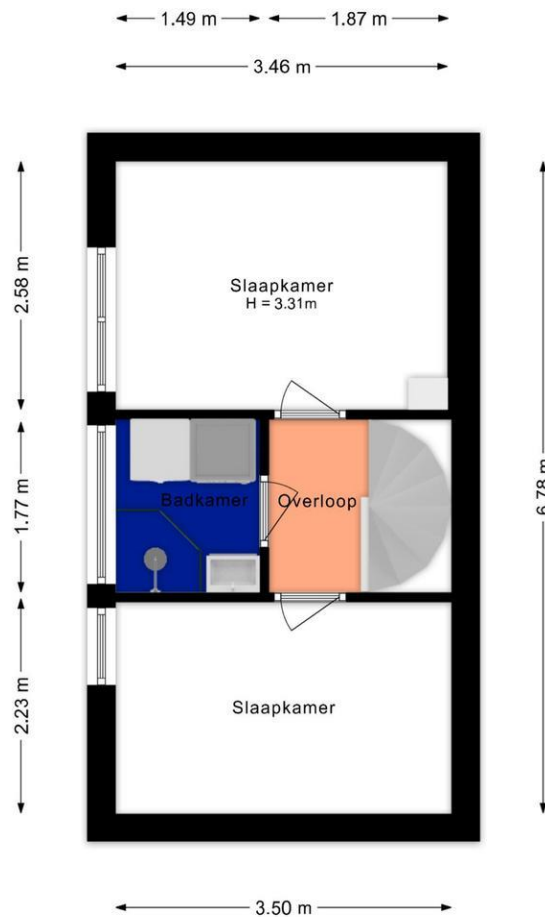 1.49 m
1.87 m
3.46 m
2.58 m
Slaapkamer
H = 3.31m
1.77 m
6.78 m
Badkamer
Overloop
2.23 m
Slaapkamer
3.50 m